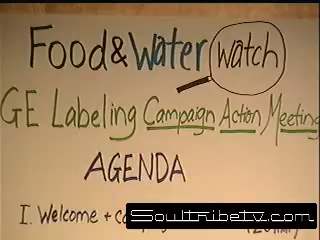 Food & Water Watch
GE Labeling Campaign Action Meeting
AGENDA
I. Welcome +
Soultribetv.com